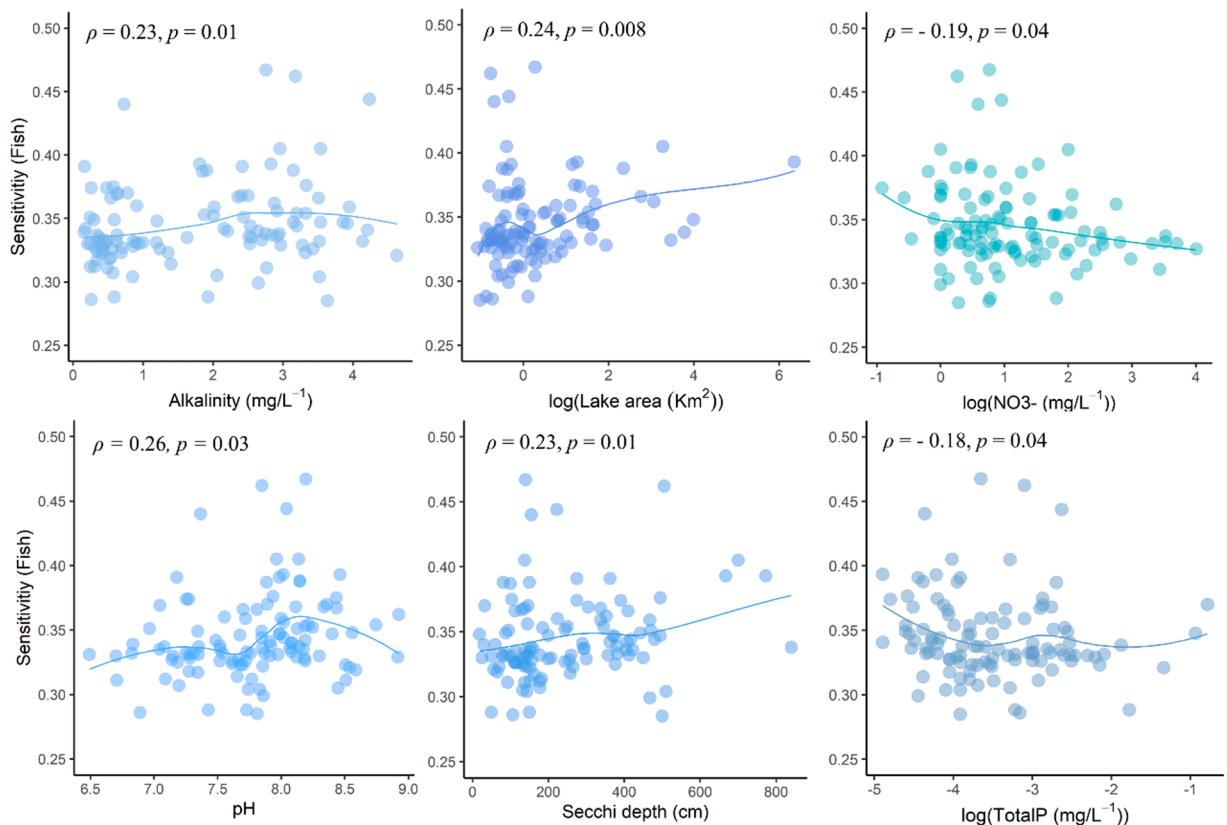 ρ = 0.23, p = 0.01
0.50
0.45
0.40
0.35
0.30
0.25
Sensitivitiy (Fish)
0 1 2 3 4
Alkalinity (mg/L⁻¹)
ρ = 0.24, p = 0.008
0.50
0.45
0.40
0.35
0.30
0.25
0 2 4 6
log(Lake area (Km²))
ρ = - 0.19, p = 0.04
0.50
0.45
0.40
0.35
0.30
0.25
-1 0 1 2 3 4
log(NO3- (mg/L⁻¹))
ρ = 0.26, p = 0.03
0.50
0.45
0.40
0.35
0.30
0.25
Sensitivitiy (Fish)
6.5 7.0 7.5 8.0 8.5 9.0
pH
ρ = 0.23, p = 0.01
0.50
0.45
0.40
0.35
0.30
0.25
0 200 400 600 800
Secchi depth (cm)
ρ = - 0.18, p = 0.04
0.50
0.45
0.40
0.35
0.30
0.25
-5 -4 -3 -2 -1
log(TotalP (mg/L⁻¹))